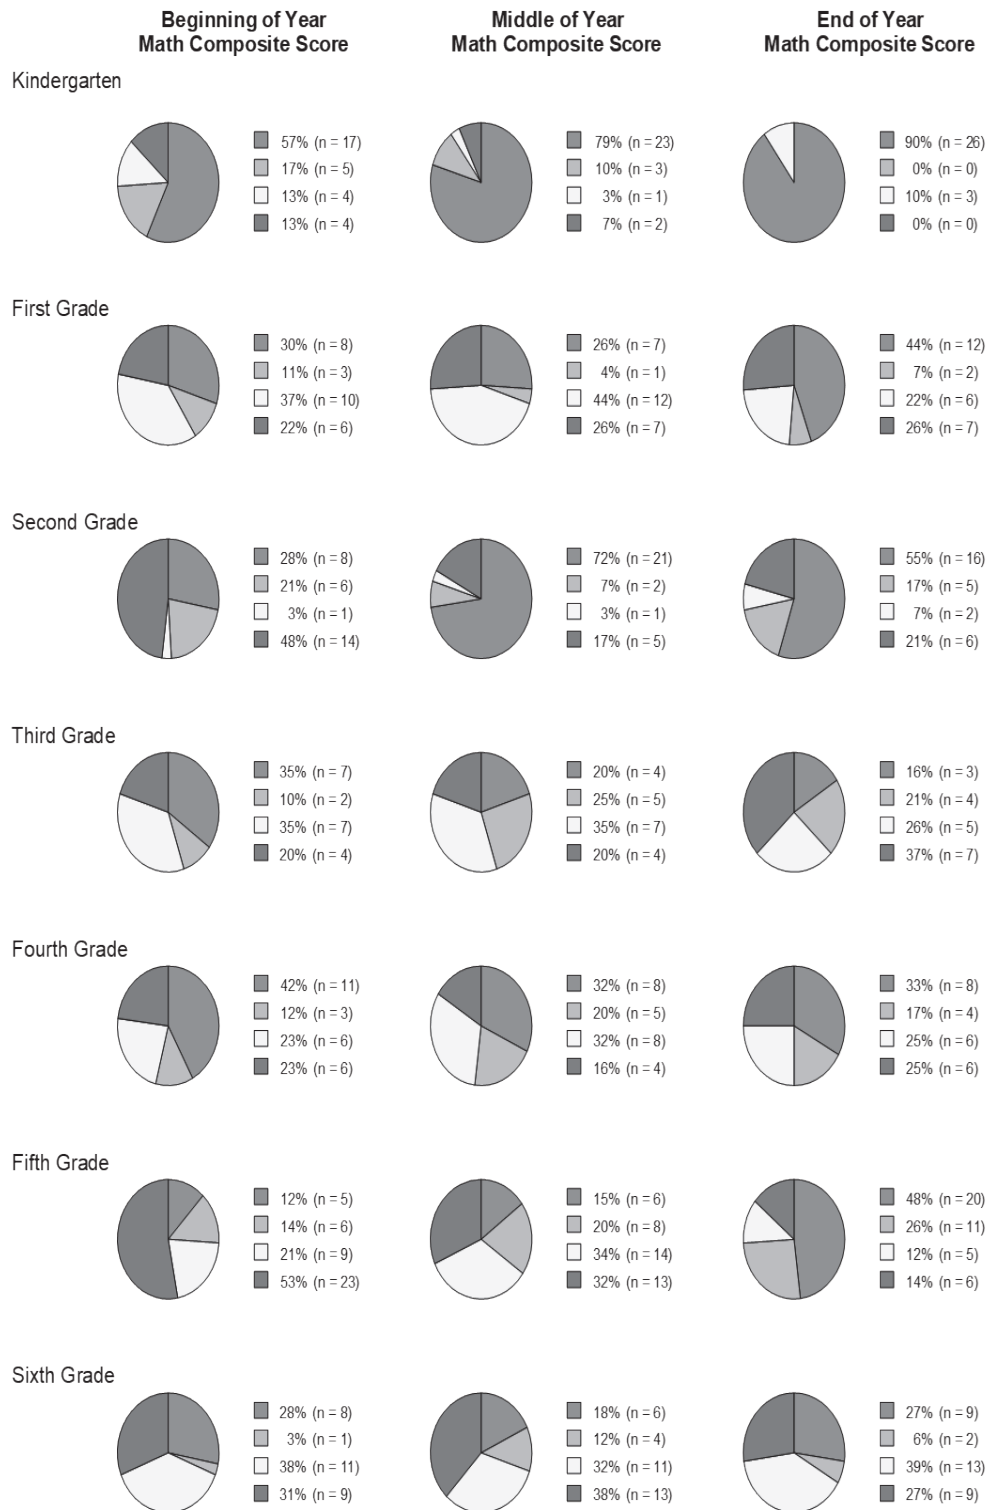 Beginning of Year
Math Composite Score
Middle of Year
Math Composite Score
End of Year
Math Composite Score
Kindergarten
57% (n = 17)
17% (n = 5)
13% (n = 4)
13% (n = 4)
79% (n = 23)
10% (n = 3)
3% (n = 1)
7% (n = 2)
90% (n = 26)
0% (n = 0)
10% (n = 3)
0% (n = 0)
First Grade
30% (n = 8)
11% (n = 3)
37% (n = 10)
22% (n = 6)
26% (n = 7)
4% (n = 1)
44% (n = 12)
26% (n = 7)
44% (n = 12)
7% (n = 2)
22% (n = 6)
26% (n = 7)
Second Grade
28% (n = 8)
21% (n = 6)
3% (n = 1)
48% (n = 14)
72% (n = 21)
7% (n = 2)
3% (n = 1)
17% (n = 5)
55% (n = 16)
17% (n = 5)
7% (n = 2)
21% (n = 6)
Third Grade
35% (n = 7)
10% (n = 2)
35% (n = 7)
20% (n = 4)
20% (n = 4)
25% (n = 5)
35% (n = 7)
20% (n = 4)
16% (n = 3)
21% (n = 4)
26% (n = 5)
37% (n = 7)
Fourth Grade
42% (n = 11)
12% (n = 3)
23% (n = 6)
23% (n = 6)
32% (n = 8)
20% (n = 5)
32% (n = 8)
16% (n = 4)
33% (n = 8)
17% (n = 4)
25% (n = 6)
25% (n = 6)
Fifth Grade
12% (n = 5)
14% (n = 6)
21% (n = 9)
53% (n = 23)
15% (n = 6)
20% (n = 8)
34% (n = 14)
32% (n = 13)
48% (n = 20)
26% (n = 11)
12% (n = 5)
14% (n = 6)
Sixth Grade
28% (n = 8)
3% (n = 1)
38% (n = 11)
31% (n = 9)
18% (n = 6)
12% (n = 4)
32% (n = 11)
38% (n = 13)
27% (n = 9)
6% (n = 2)
39% (n = 13)
27% (n = 9)